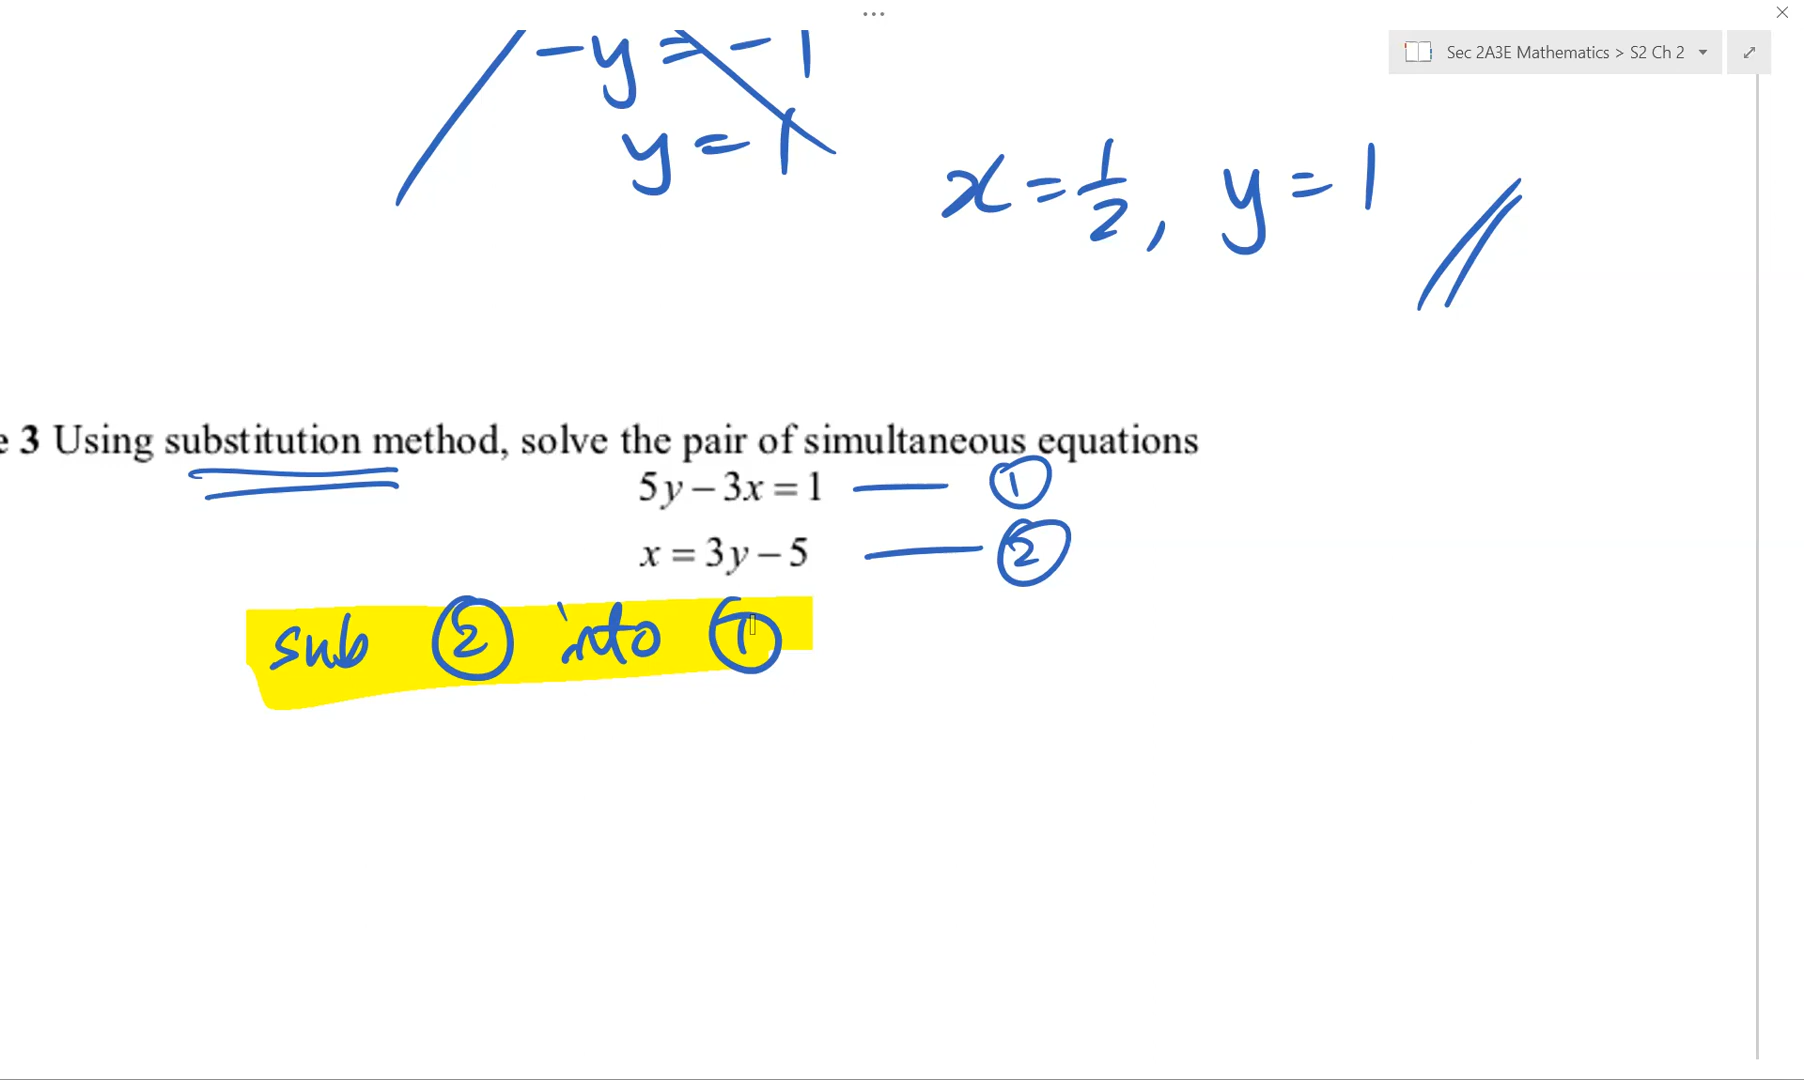 Sec 2A3E Mathematics > S2 Ch 2
-y = -1
y = 1
x = 1/2, y = 1
e 3 Using substitution method, solve the pair of simultaneous equations
5y – 3x = 1 — ①
x = 3y – 5 — ②
sub ② into ①